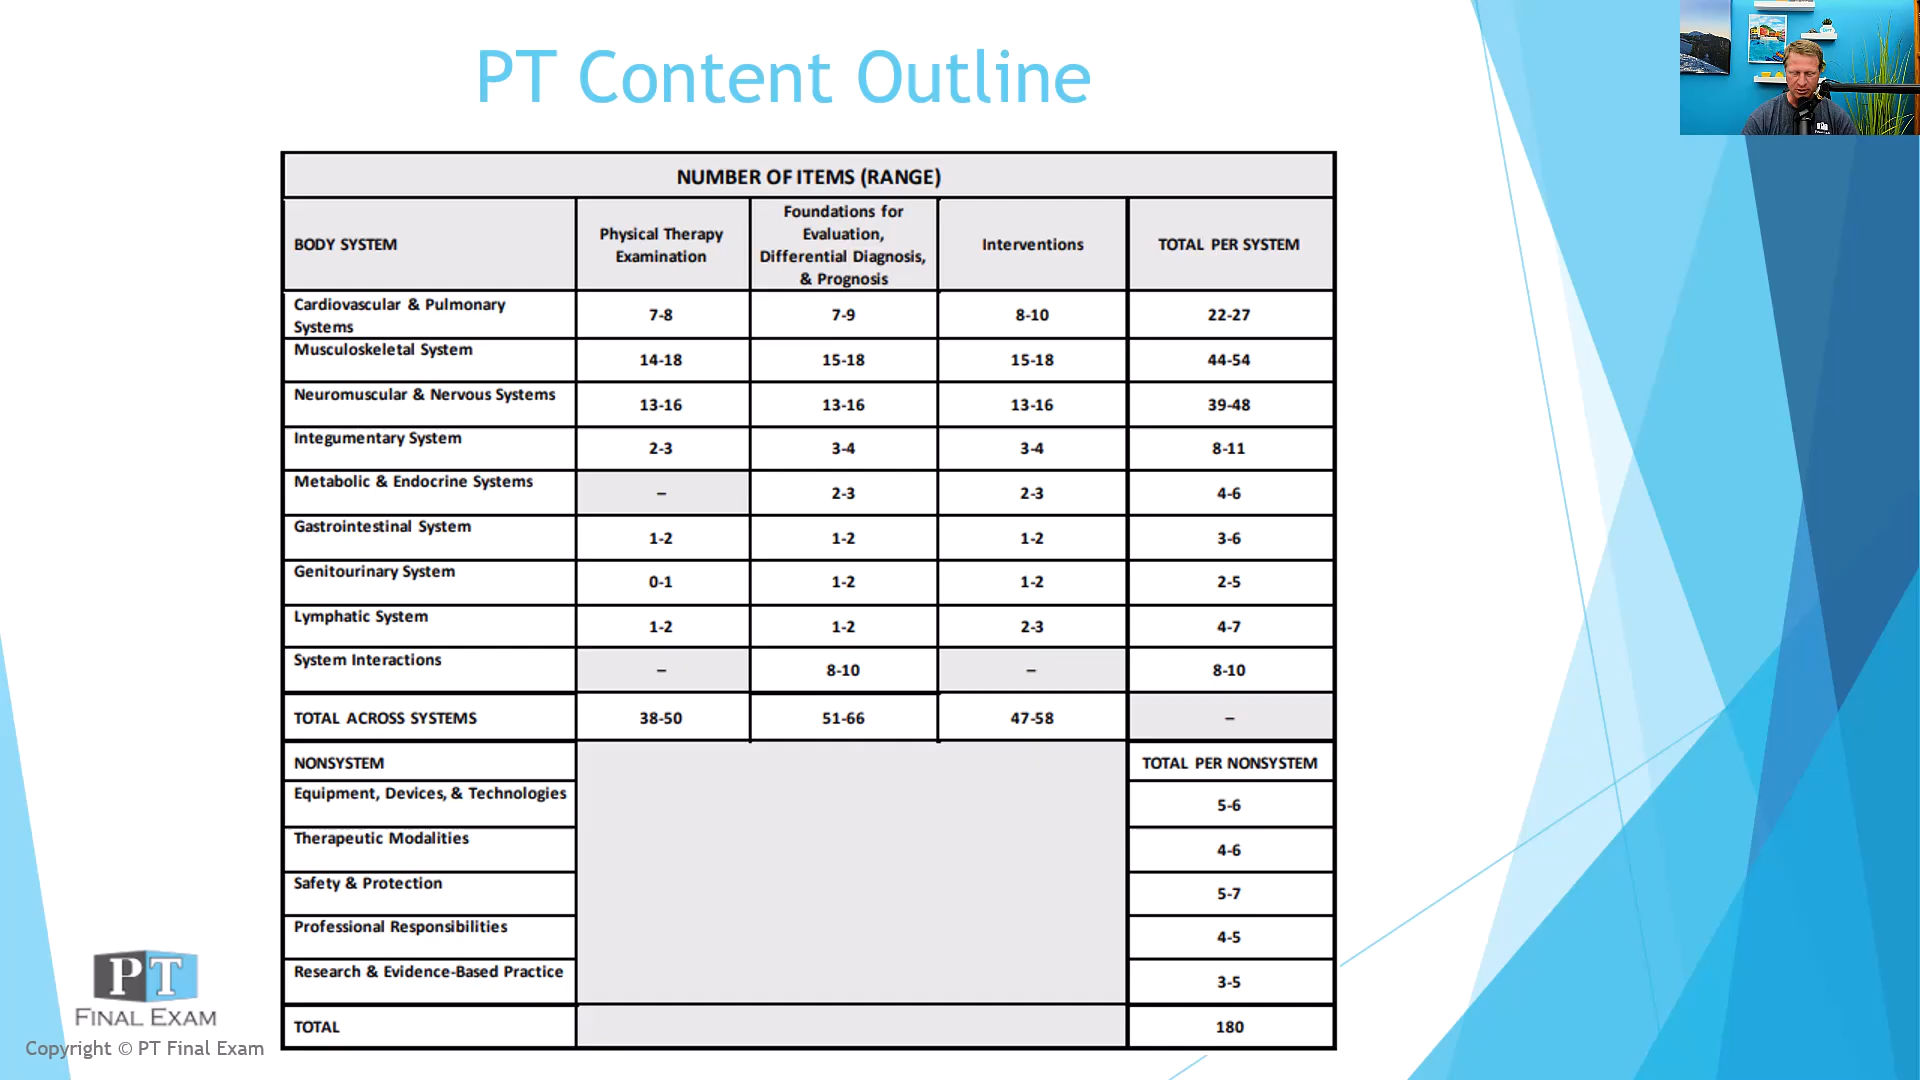 PT Content Outline
NUMBER OF ITEMS (RANGE)
BODY SYSTEM
Physical Therapy
Examination
Foundations for
Evaluation,
Differential Diagnosis,
& Prognosis
Interventions
TOTAL PER SYSTEM
Cardiovascular & Pulmonary
Systems
7-8
7-9
8-10
22-27
Musculoskeletal System
14-18
15-18
15-18
44-54
Neuromuscular & Nervous Systems
13-16
13-16
13-16
39-48
Integumentary System
2-3
3-4
3-4
8-11
Metabolic & Endocrine Systems
–
2-3
2-3
4-6
Gastrointestinal System
1-2
1-2
1-2
3-6
Genitourinary System
0-1
1-2
1-2
2-5
Lymphatic System
1-2
1-2
2-3
4-7
System Interactions
–
8-10
–
8-10
TOTAL ACROSS SYSTEMS
38-50
51-66
47-58
–
NONSYSTEM
TOTAL PER NONSYSTEM
Equipment, Devices, & Technologies
5-6
Therapeutic Modalities
4-6
Safety & Protection
5-7
Professional Responsibilities
4-5
Research & Evidence-Based Practice
3-5
TOTAL
180
PT
FINAL EXAM
Copyright © PT Final Exam